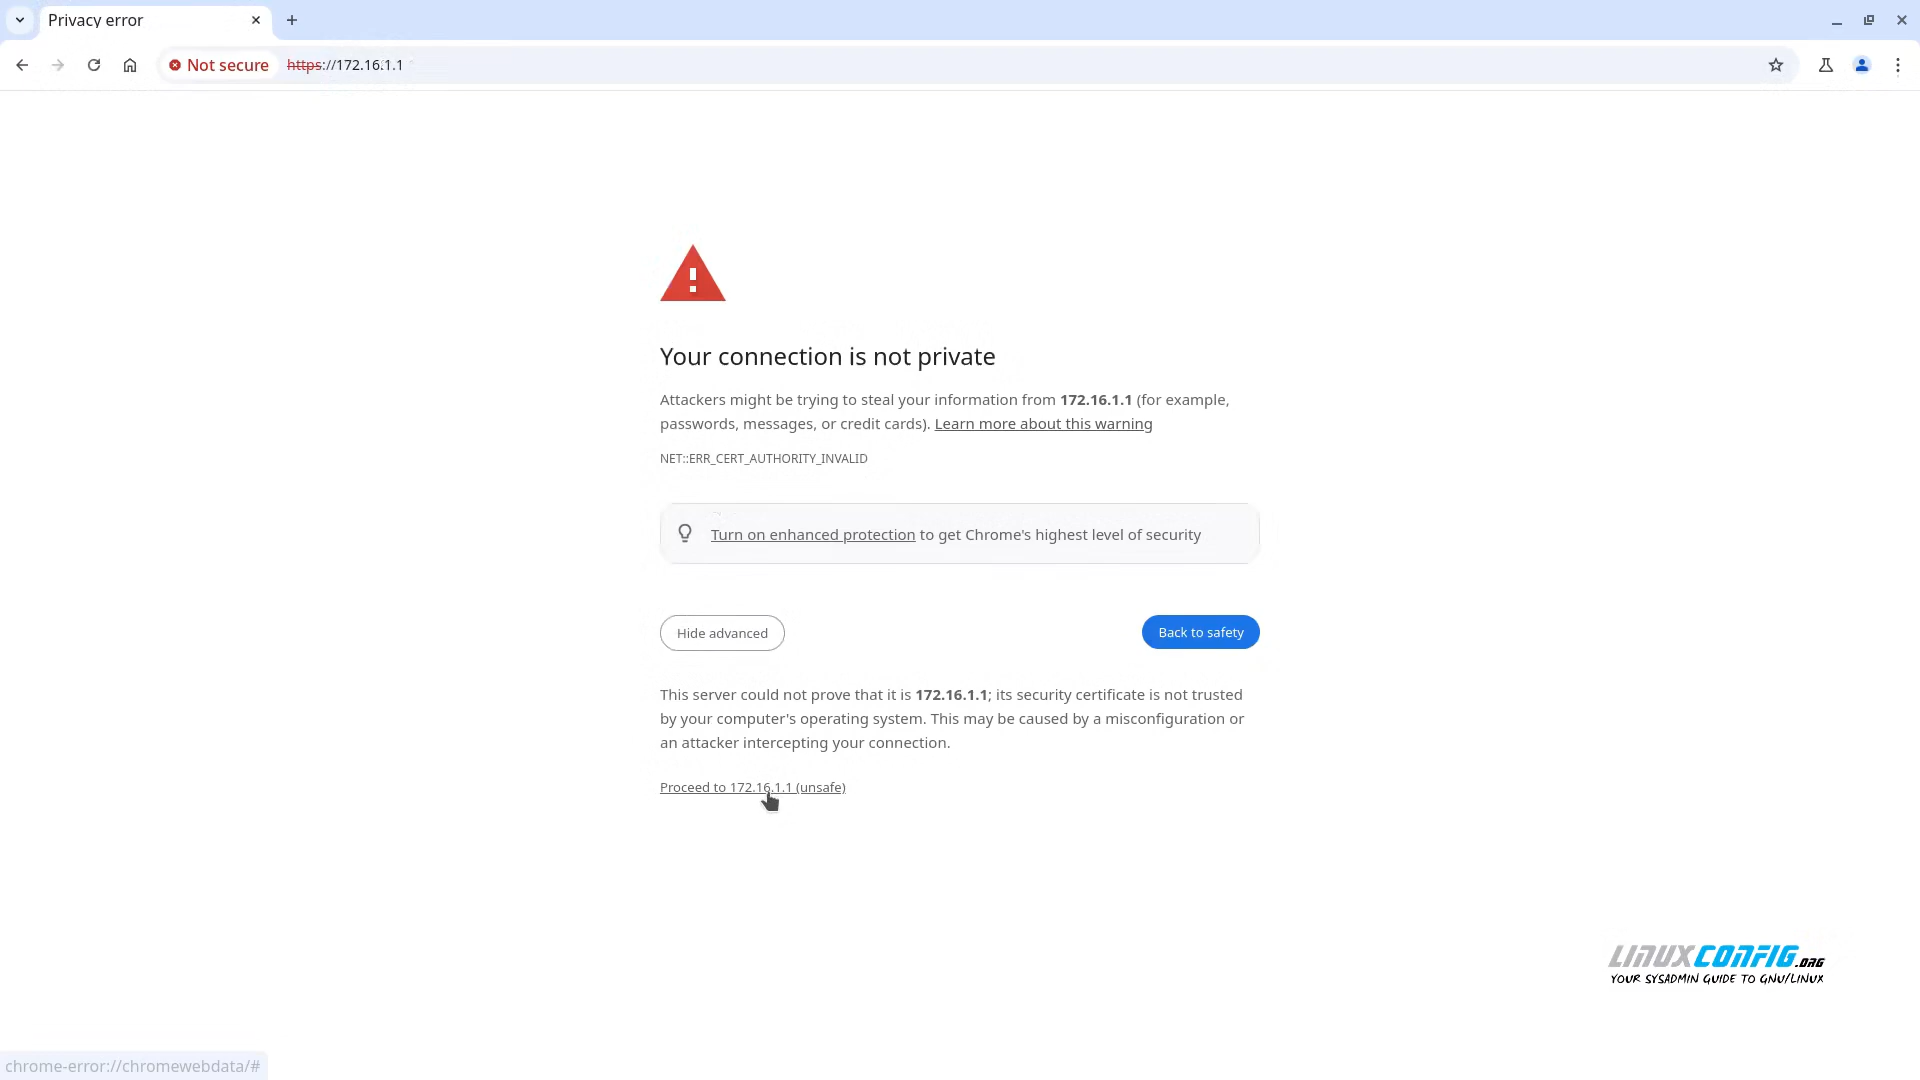 Privacy error
Not secure
https://172.16.1.1
Your connection is not private
Attackers might be trying to steal your information from 172.16.1.1 (for example,
passwords, messages, or credit cards). Learn more about this warning
NET::ERR_CERT_AUTHORITY_INVALID
Turn on enhanced protection to get Chrome's highest level of security
Hide advanced
Back to safety
This server could not prove that it is 172.16.1.1; its security certificate is not trusted
by your computer's operating system. This may be caused by a misconfiguration or
an attacker intercepting your connection.
Proceed to 172.16.1.1 (unsafe)
LINUXCONFIG.ORG
YOUR SYSADMIN GUIDE TO GNU/LINUX
chrome-error://chromewebdata/#